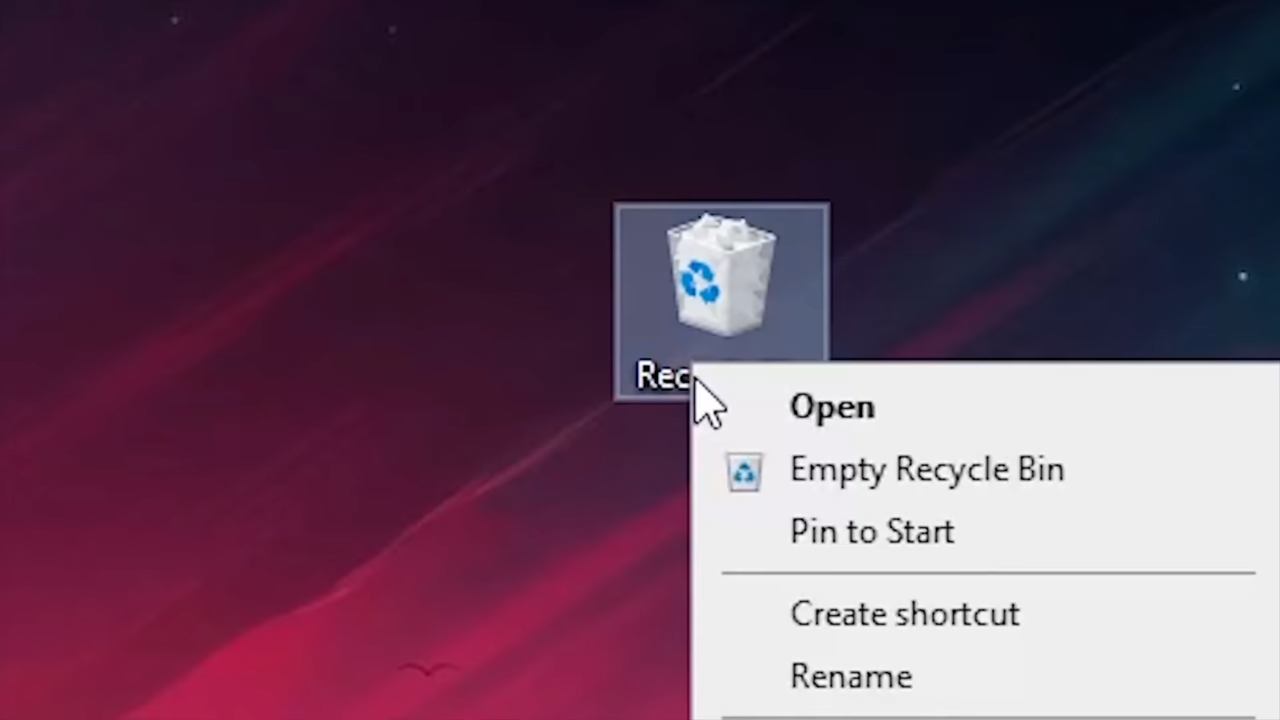 Rec
Open
Empty Recycle Bin
Pin to Start
Create shortcut
Rename